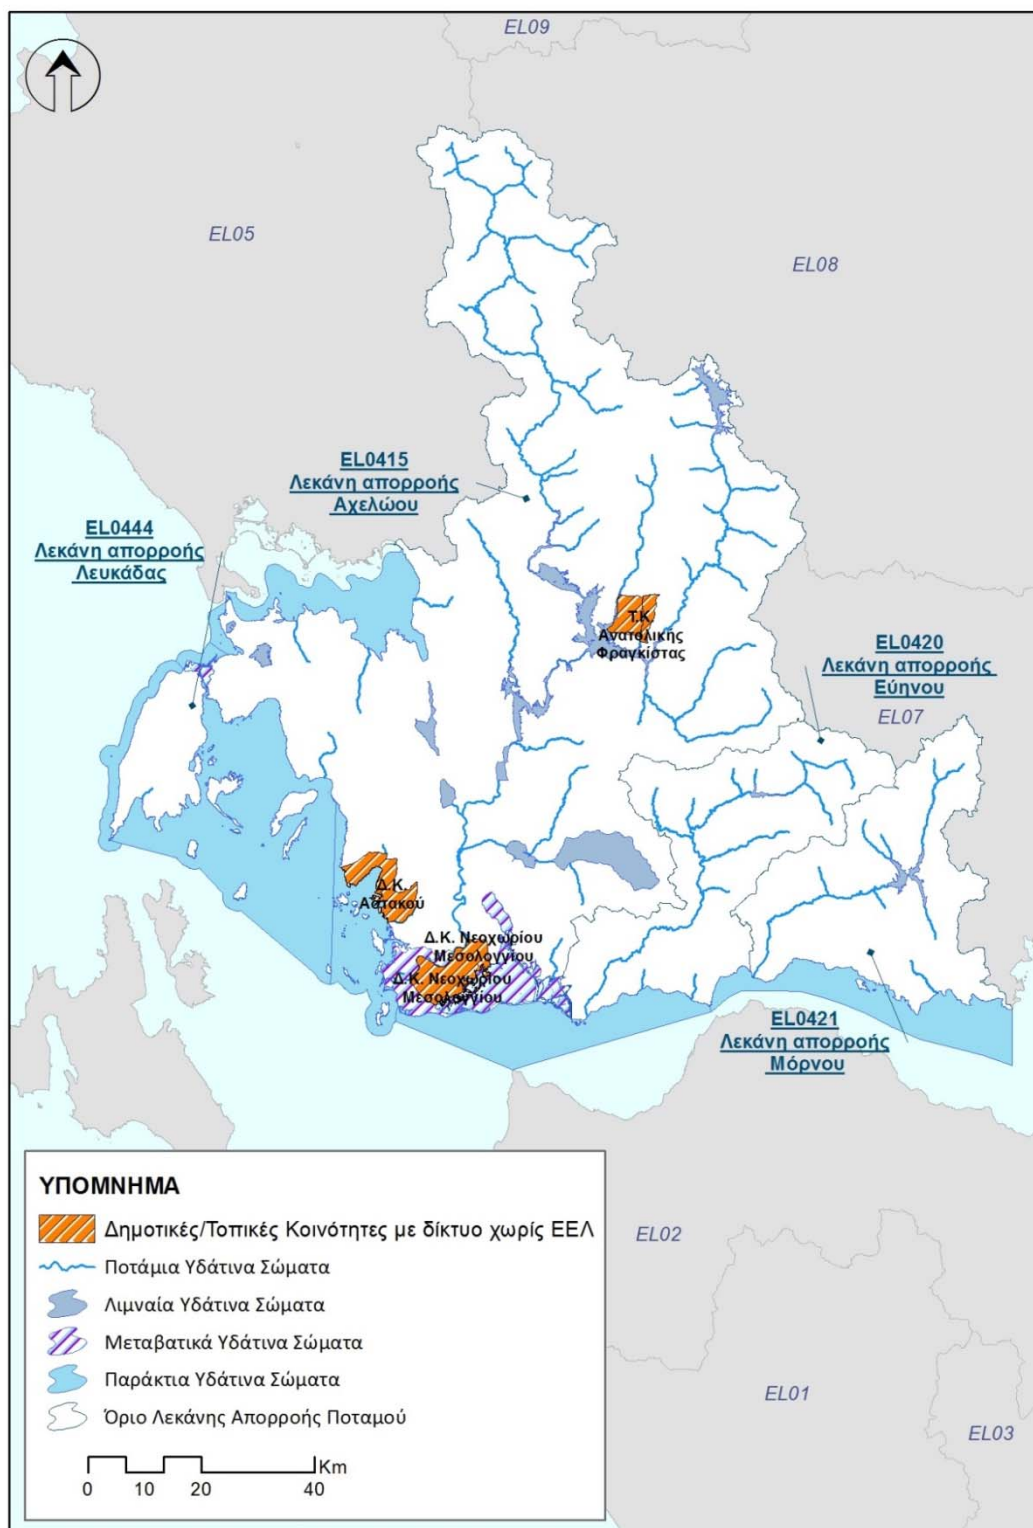 EL09
EL05
EL08
EL0415
Λεκάνη απορροής
Αχελώου
EL0444
Λεκάνη απορροής
Λευκάδας
Τ.Κ.
Ανατολικής
Φραγκίστας
EL0420
Λεκάνη απορροής
Εύηνου
EL07
Δ.Κ.
Αστακού
Δ.Κ. Νεοχωρίου
Μεσολογγίου
Δ.Κ. Νεοχωρίου
Μεσολογγίου
EL0421
Λεκάνη απορροής
Μόρνου
ΥΠΟΜΝΗΜΑ
Δημοτικές/Τοπικές Κοινότητες με δίκτυο χωρίς ΕΕΛ
Ποτάμια Υδάτινα Σώματα
Λιμναία Υδάτινα Σώματα
Μεταβατικά Υδάτινα Σώματα
Παράκτια Υδάτινα Σώματα
Όριο Λεκάνης Απορροής Ποταμού
Km
0 10 20 40
EL02
EL01
EL03